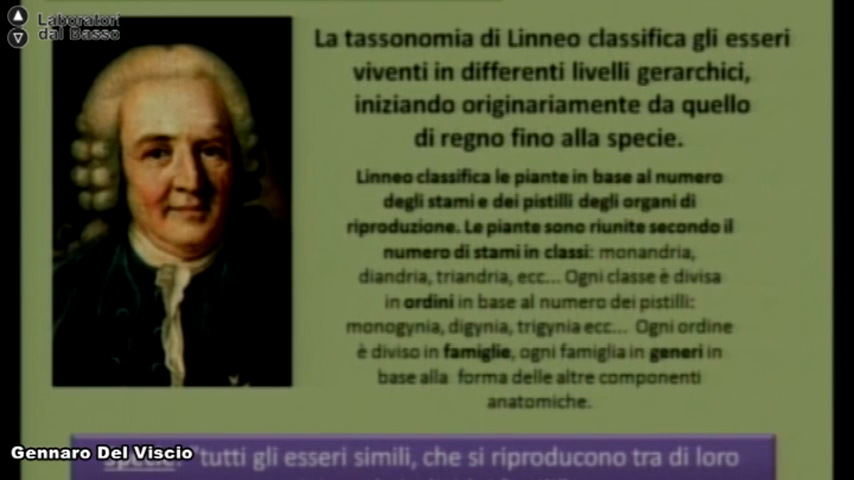 Laboratori
dal Basso
La tassonomia di Linneo classifica gli esseri
viventi in differenti livelli gerarchici,
iniziando originariamente da quello
di regno fino alla specie.
Linneo classifica le piante in base al numero
degli stami e dei pistilli degli organi di
riproduzione. Le piante sono riunite secondo il
numero di stami in classi: monandria,
diandria, triandria, ecc... Ogni classe è divisa
in ordini in base al numero dei pistilli:
monogynia, digynia, trigynia ecc... Ogni ordine
è diviso in famiglie, ogni famiglia in generi in
base alla forma delle altre componenti
anatomiche.
Gennaro Del Viscio
specie: "tutti gli esseri simili, che si riproducono tra di loro